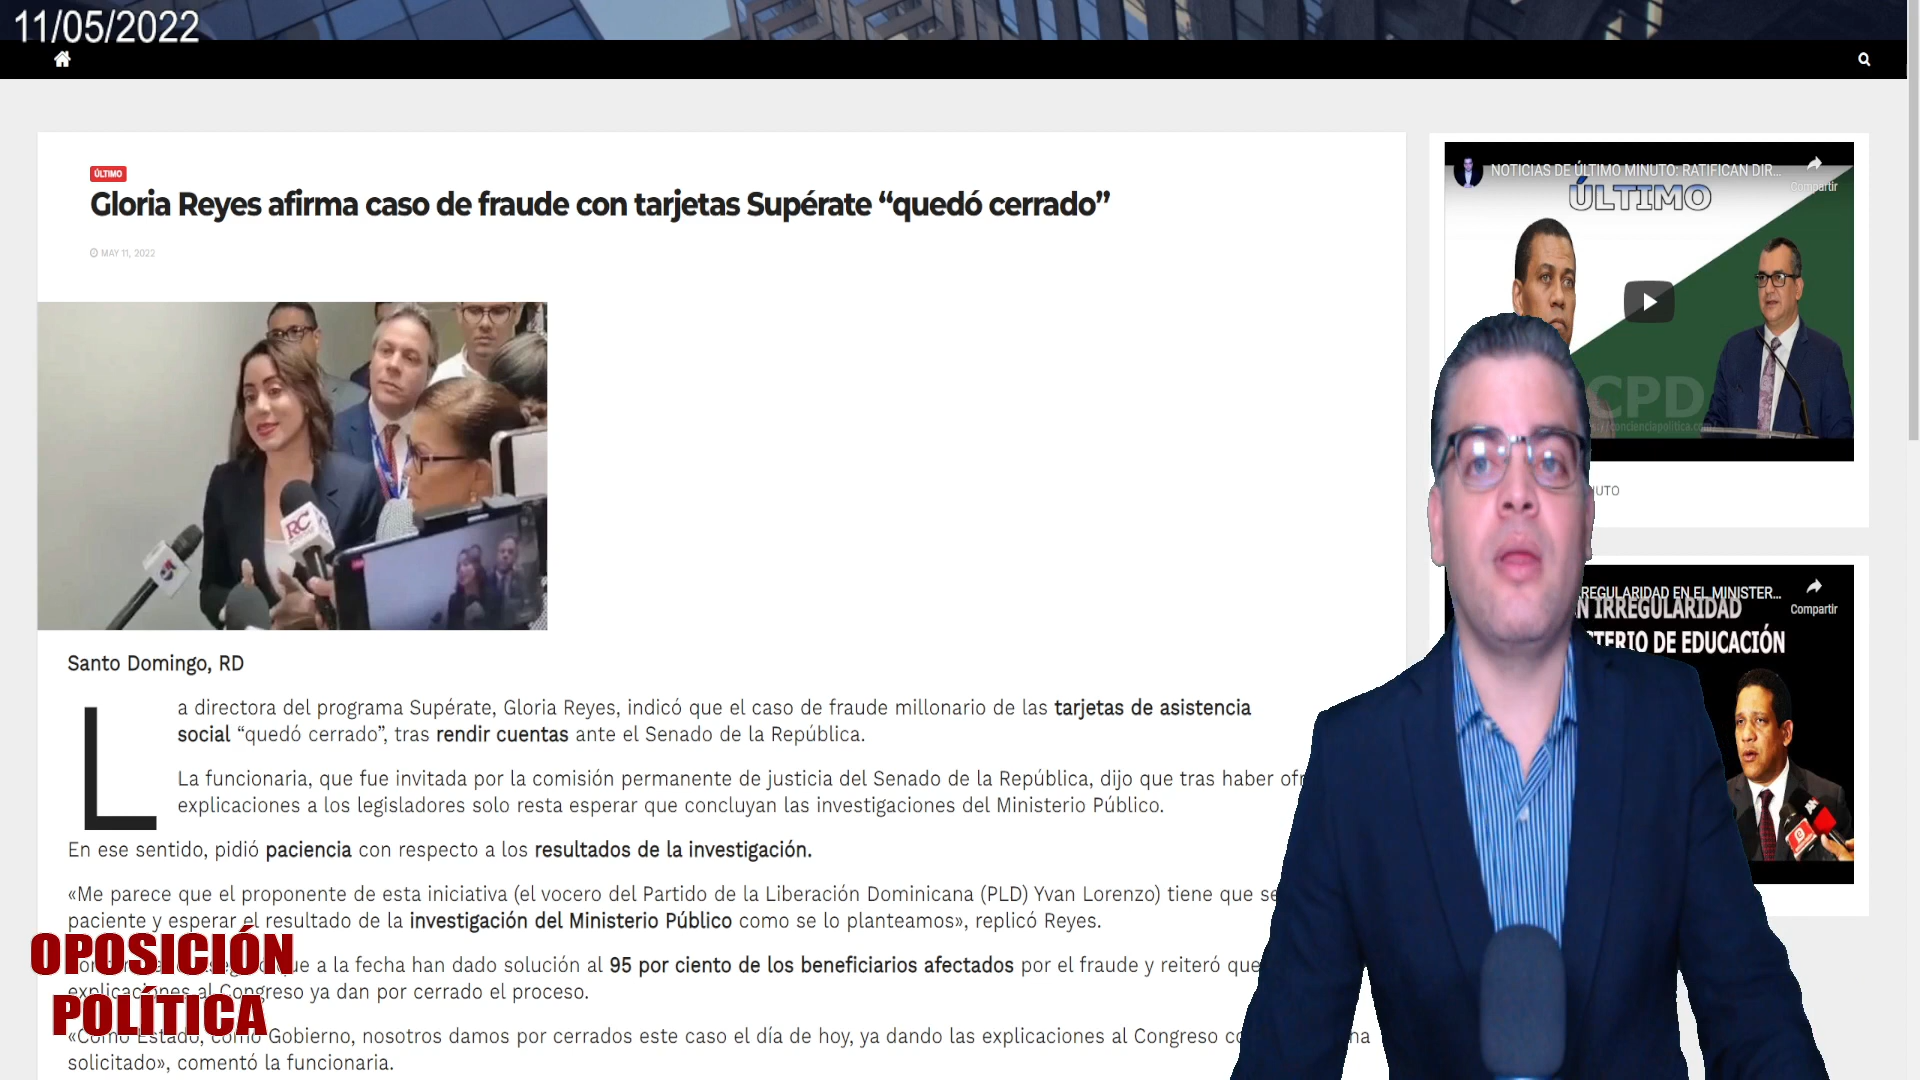 11/05/2022
ÚLTIMO
Gloria Reyes afirma caso de fraude con tarjetas Supérate “quedó cerrado”
MAY 11, 2022
RC
5
Santo Domingo, RD
La directora del programa Supérate, Gloria Reyes, indicó que el caso de fraude millonario de las tarjetas de asistencia
social “quedó cerrado”, tras rendir cuentas ante el Senado de la República.
La funcionaria, que fue invitada por la comisión permanente de justicia del Senado de la República, dijo que tras haber
explicaciones a los legisladores solo resta esperar que concluyan las investigaciones del Ministerio Público.
En ese sentido, pidió paciencia con respecto a los resultados de la investigación.
«Me parece que el proponente de esta iniciativa (el vocero del Partido de la Liberación Dominicana (PLD) Yvan Lorenzo) tiene que
paciente y esperar el resultado de la investigación del Ministerio Público como se lo planteamos», replicó Reyes.
que a la fecha han dado solución al 95 por ciento de los beneficiarios afectados por el fraude y reiteró que
explicaciones al Congreso ya dan por cerrado el proceso.
«Como Estado, como Gobierno, nosotros damos por cerrados este caso el día de hoy, ya dando las explicaciones al Congreso
solicitado», comentó la funcionaria.
OPOSICIÓN
POLÍTICA
NOTICIAS DE ÚLTIMO MINUTO: RATIFICAN DIR...
Compartir
ÚLTIMO
CPD
REGULARIDAD EN EL MINISTER...
Compartir
N IRREGULARIDAD
STERIO DE EDUCACIÓN